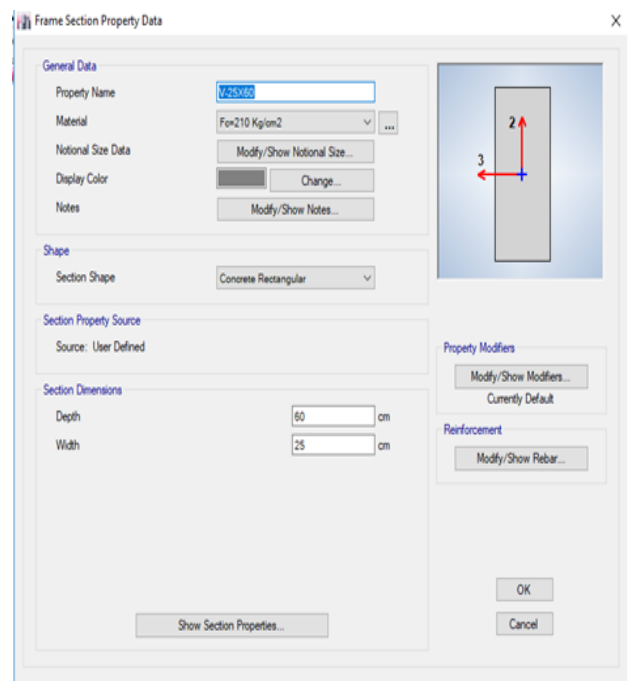 Frame Section Property Data
General Data
Property Name V-25X60
Material Fc=210 Kg/cm2 ...
Notional Size Data Modify/Show Notional Size...
Display Color Change...
Notes Modify/Show Notes...
2
3
Shape
Section Shape Concrete Rectangular
Section Property Source
Source: User Defined
Property Modifiers
Modify/Show Modifiers...
Currently Default
Section Dimensions
Depth 60 cm
Width 25 cm
Reinforcement
Modify/Show Rebar...
OK
Show Section Properties...
Cancel